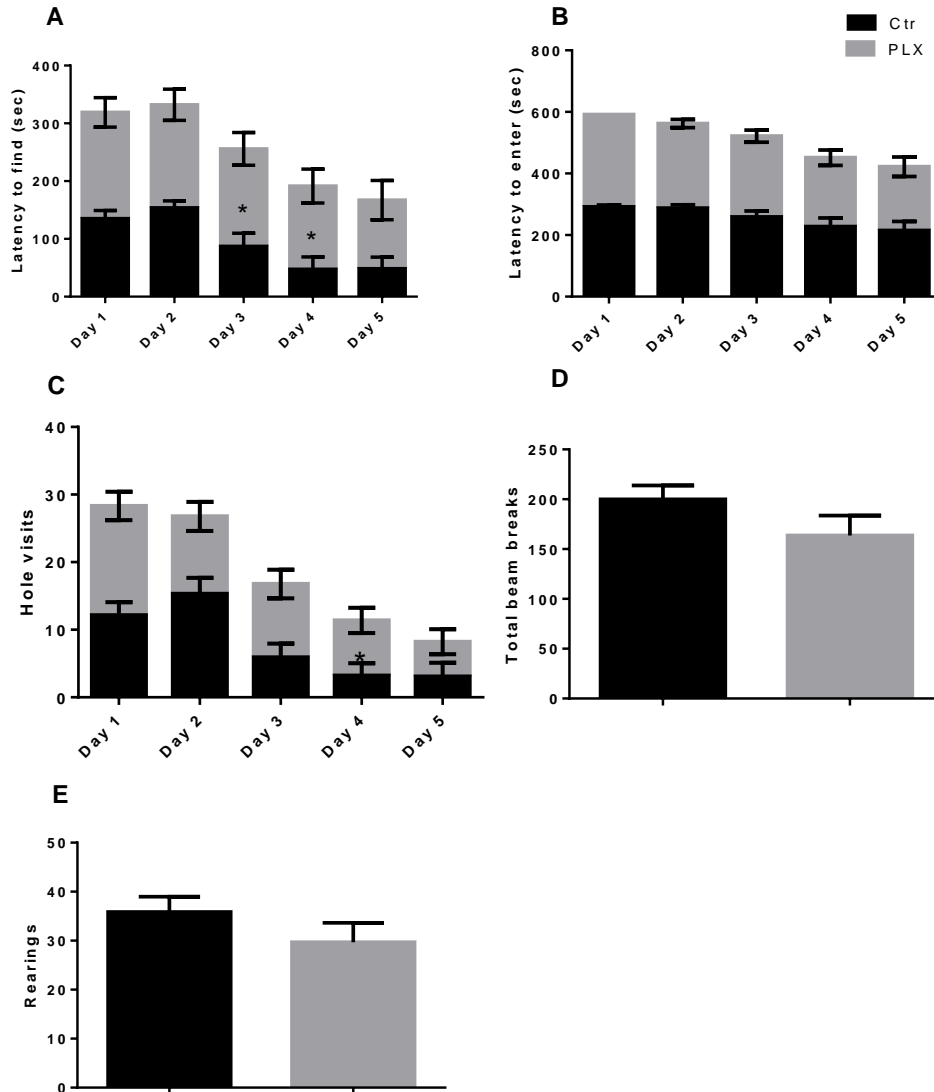 A
Latency to find (sec)
400
300
200
100
0
*
*
Day 1
Day 2
Day 3
Day 4
Day 5
B
Ctr
PLX
Latency to enter (sec)
800
600
400
200
0
Day 1
Day 2
Day 3
Day 4
Day 5
C
Hole visits
40
30
20
10
0
*
Day 1
Day 2
Day 3
Day 4
Day 5
D
Total beam breaks
250
200
150
100
50
0
E
Rearings
50
40
30
20
10
0